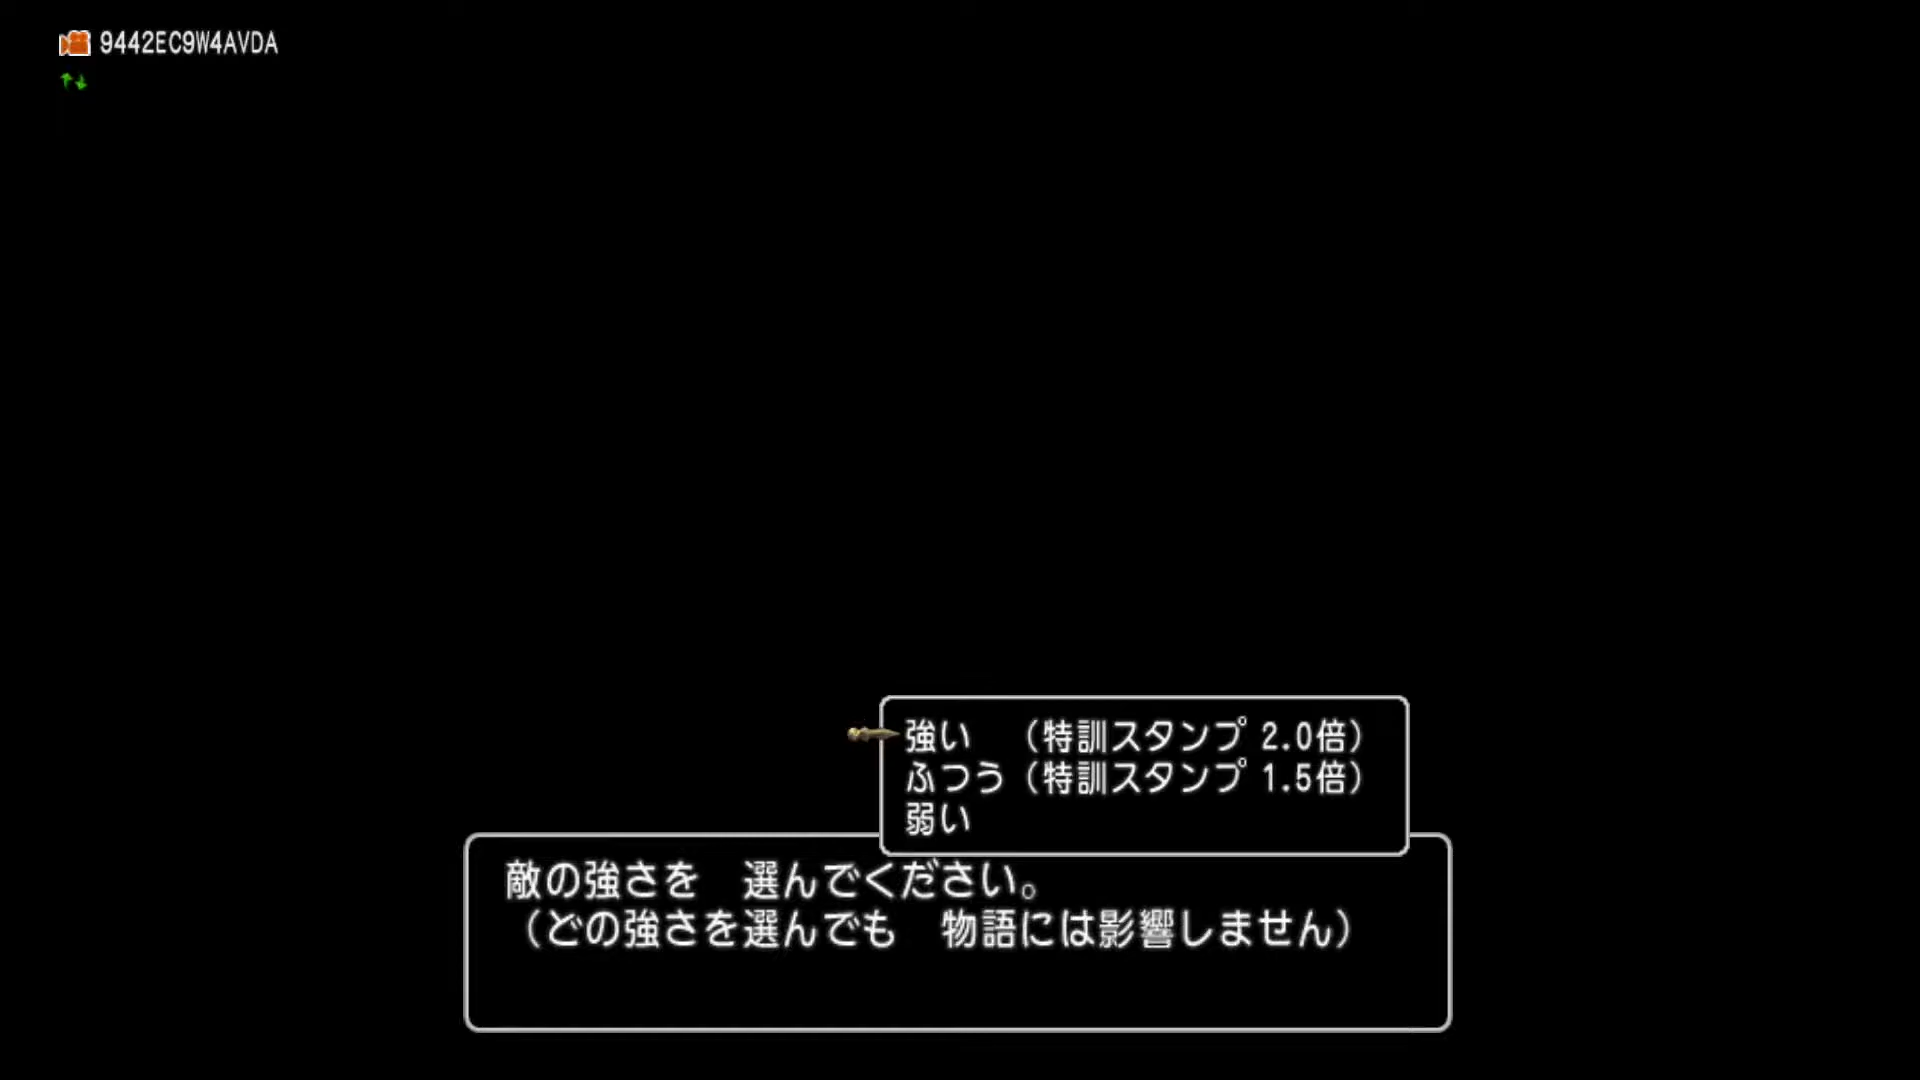 9442EC9W4AVDA
強い　（特訓スタンプ 2.0倍）
ふつう（特訓スタンプ 1.5倍）
弱い
敵の強さを　選んでください。
（どの強さを選んでも　物語には影響しません）